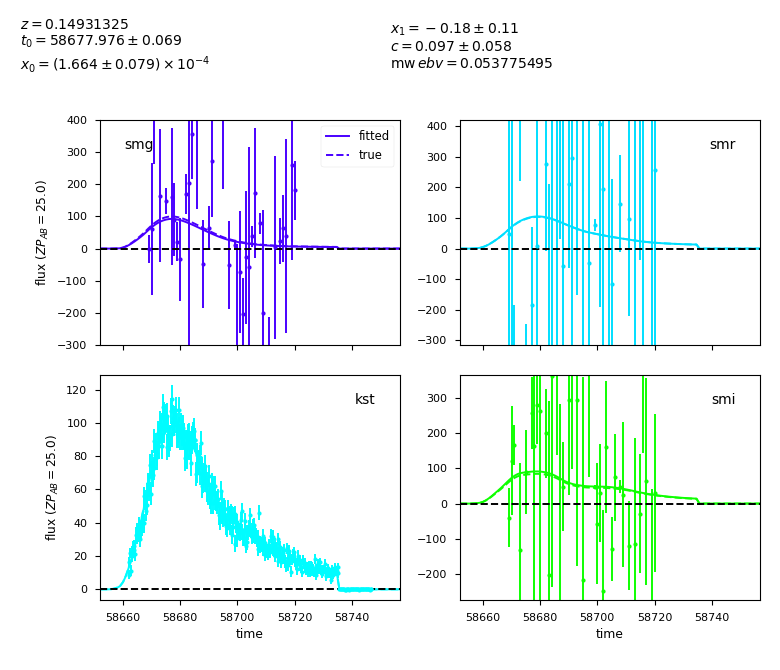 z = 0.14931325
t₀ = 58677.976 ± 0.069
x₀ = (1.664 ± 0.079) × 10⁻⁴
x₁ = −0.18 ± 0.11
c = 0.097 ± 0.058
mw ebv = 0.053775495
400
300
200
100
0
−100
−200
−300
flux (ZP_AB = 25.0)
smg
fitted
true
400
300
200
100
0
−100
−200
−300
smr
120
100
80
60
40
20
0
flux (ZP_AB = 25.0)
kst
58660 58680 58700 58720 58740
time
300
200
100
0
−100
−200
smi
58660 58680 58700 58720 58740
time